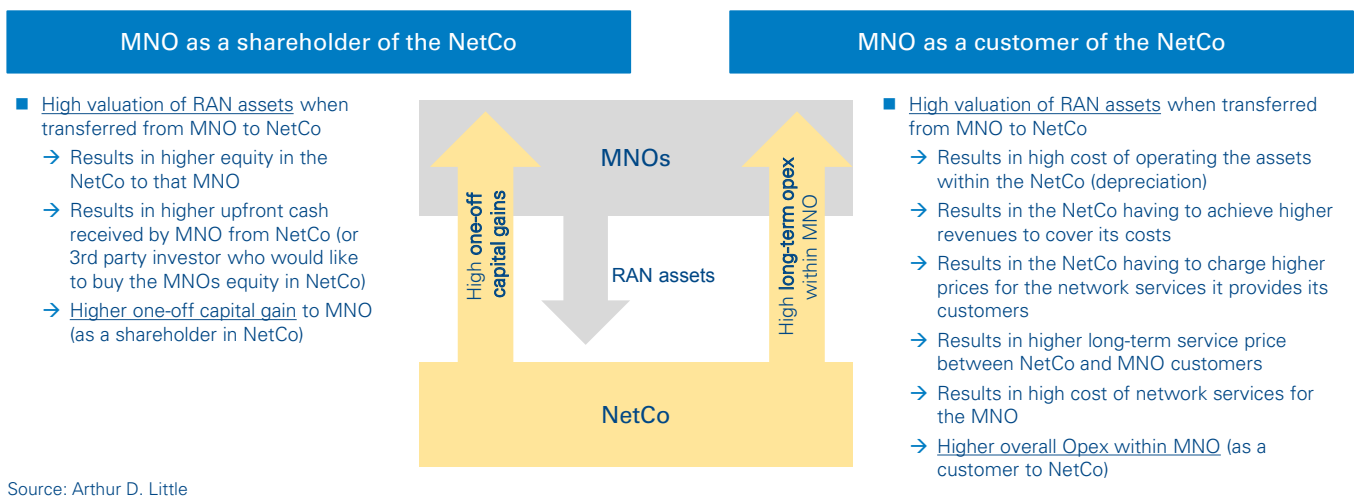 MNO as a shareholder of the NetCo
■ High valuation of RAN assets when
transferred from MNO to NetCo
→ Results in higher equity in the
NetCo to that MNO
→ Results in higher upfront cash
received by MNO from NetCo (or
3rd party investor who would like
to buy the MNOs equity in NetCo)
→ Higher one-off capital gain to MNO
(as a shareholder in NetCo)
MNOs
High one-off
capital gains
RAN assets
High long-term opex
within MNO
NetCo
MNO as a customer of the NetCo
■ High valuation of RAN assets when transferred
from MNO to NetCo
→ Results in high cost of operating the assets
within the NetCo (depreciation)
→ Results in the NetCo having to achieve higher
revenues to cover its costs
→ Results in the NetCo having to charge higher
prices for the network services it provides its
customers
→ Results in higher long-term service price
between NetCo and MNO customers
→ Results in high cost of network services for
the MNO
→ Higher overall Opex within MNO (as a
customer to NetCo)
Source: Arthur D. Little